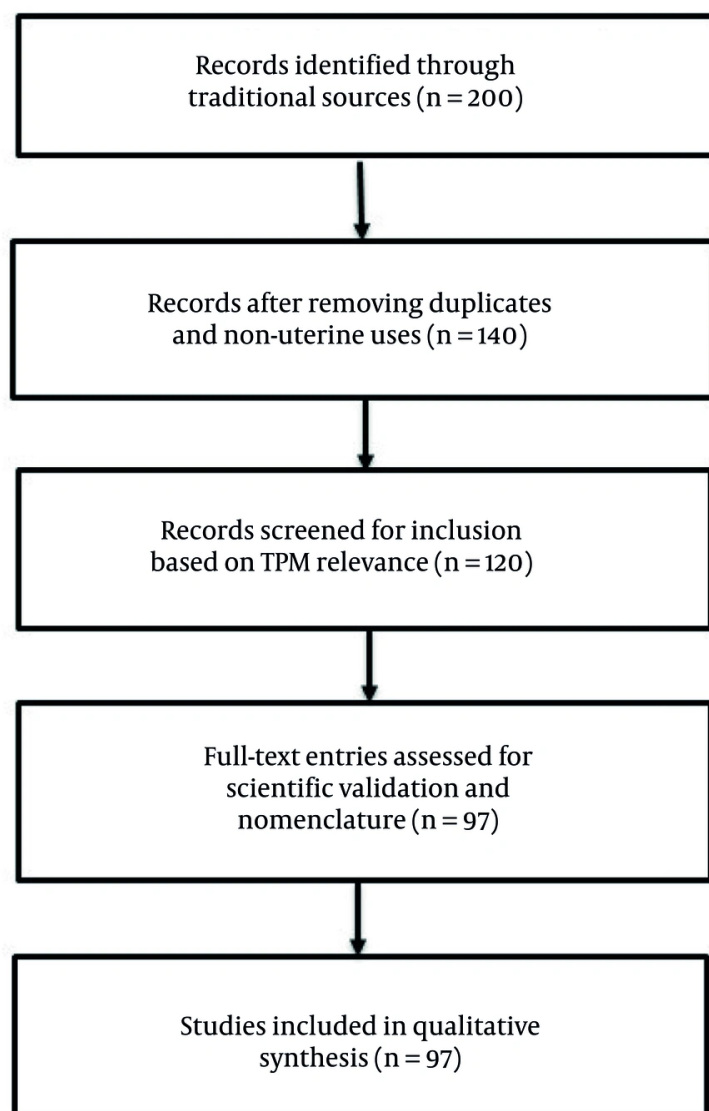 Records identified through
traditional sources (n = 200)
Records after removing duplicates
and non-uterine uses (n = 140)
Records screened for inclusion
based on TPM relevance (n = 120)
Full-text entries assessed for
scientific validation and
nomenclature (n = 97)
Studies included in qualitative
synthesis (n = 97)